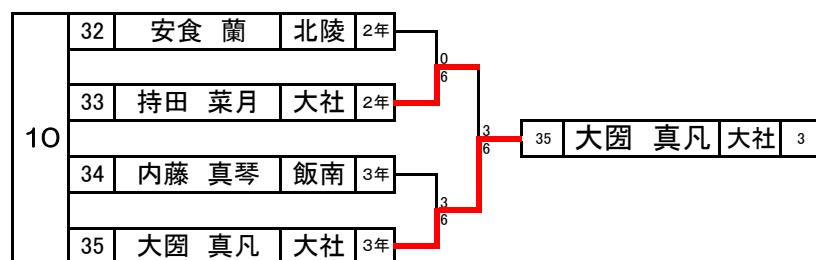 32 安食 蘭 北陵 2年
0
6
33 持田 菜月 大社 2年
10
3
6
35 大圀 真凡 大社 3
34 内藤 真琴 飯南 3年
3
6
35 大圀 真凡 大社 3年